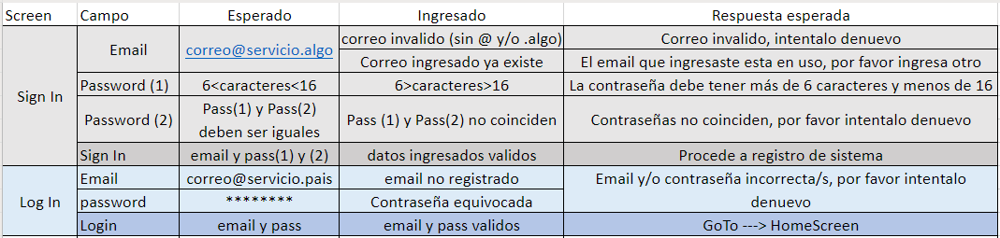 Screen Campo Esperado Ingresado Respuesta esperada
Sign In
Email
correo@servicio.algo
correo invalido (sin @ y/o .algo) Correo invalido, intentalo denuevo
Correo ingresado ya existe El email que ingresaste esta en uso, por favor ingresa otro
Password (1) 6<caracteres<16 6>caracteres>16 La contraseña debe tener más de 6 caracteres y menos de 16
Password (2)
Pass(1) y Pass(2)
deben ser iguales
Pass (1) y Pass(2) no coinciden Contraseñas no coinciden, por favor intentalo denuevo
Sign In email y pass(1) y (2) datos ingresados validos Procede a registro de sistema
Log In
Email correo@servicio.pais email no registrado
Email y/o contraseña incorrecta/s, por favor intentalo
denuevo
password ******** Contraseña equivocada
Login email y pass email y pass validos GoTo ---> HomeScreen